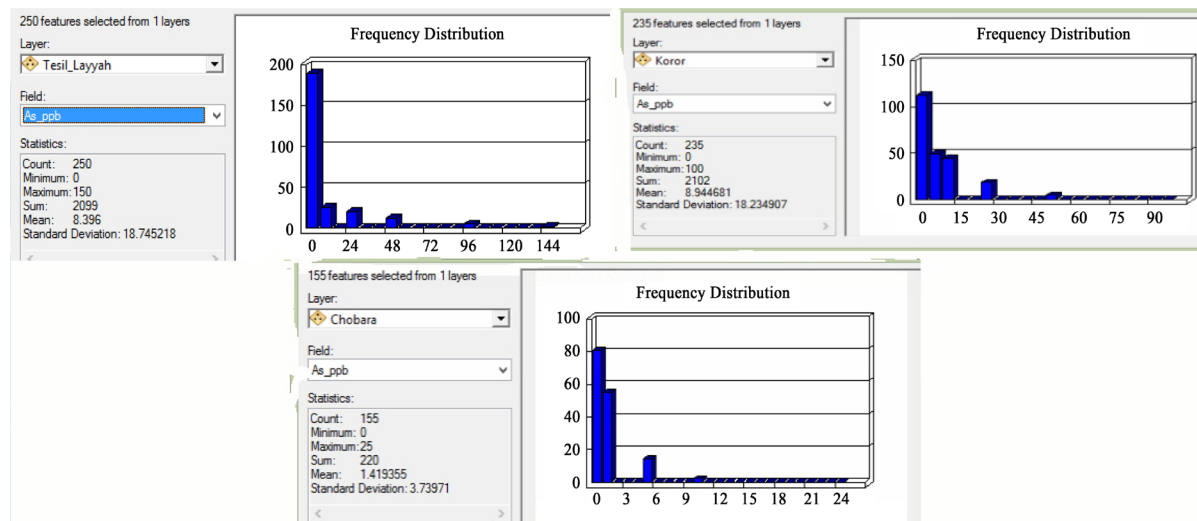 250 features selected from 1 layers
Layer:
Tesil_Layyah
Field:
As_ppb
Statistics:
Count: 250
Minimum: 0
Maximum: 150
Sum: 2099
Mean: 8.396
Standard Deviation: 18.745218
Frequency Distribution
200
150
100
50
0
0 24 48 72 96 120 144
235 features selected from 1 layers
Layer:
Koror
Field:
As_ppb
Statistics:
Count: 235
Minimum: 0
Maximum: 100
Sum: 2102
Mean: 8.944681
Standard Deviation: 18.234907
Frequency Distribution
150
100
50
0
0 15 30 45 60 75 90
155 features selected from 1 layers
Layer:
Chobara
Field:
As_ppb
Statistics:
Count: 155
Minimum: 0
Maximum: 25
Sum: 220
Mean: 1.419355
Standard Deviation: 3.73971
Frequency Distribution
100
80
60
40
20
0
0 3 6 9 12 15 18 21 24